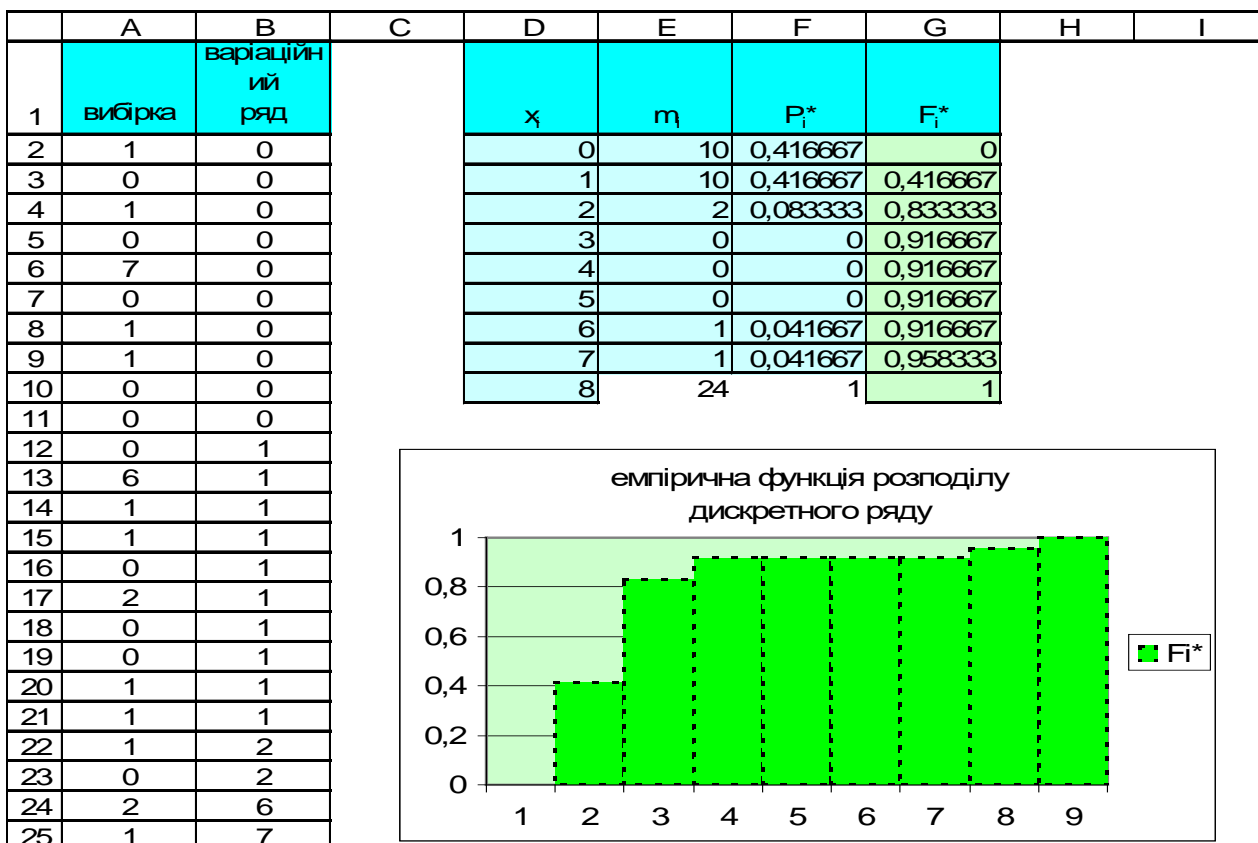 A B C D E F G H I
1 вибірка варіаційн ий ряд xi mi Pi* Fi*
2 1 0 0 10 0,416667 0
3 0 0 1 10 0,416667 0,416667
4 1 0 2 2 0,083333 0,833333
5 0 0 3 0 0 0,916667
6 7 0 4 0 0 0,916667
7 0 0 5 0 0 0,916667
8 1 0 6 1 0,041667 0,916667
9 1 0 7 1 0,041667 0,958333
10 0 0 8 24 1 1
11 0 0
12 0 1
13 6 1
14 1 1
15 1 1
16 0 1
17 2 1
18 0 1
19 0 1
20 1 1
21 1 1
22 1 2
23 0 2
24 2 6
25 1 7
емпірична функція розподілу
дискретного ряду
1
0,8
0,6
0,4
0,2
0
1 2 3 4 5 6 7 8 9
Fi*